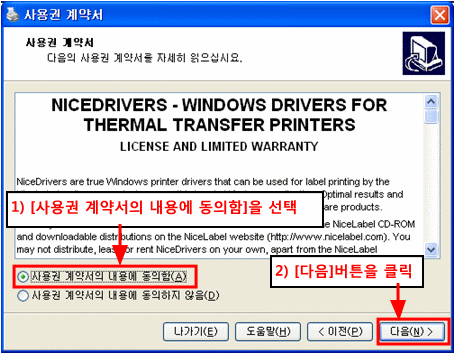 사용권 계약서
사용권 계약서
다음의 사용권 계약서를 자세히 읽으십시요.
NICEDRIVERS - WINDOWS DRIVERS FOR
THERMAL TRANSFER PRINTERS
LICENSE AND LIMITED WARRANTY
NiceDrivers are true Windows printer drivers that can be used for label printing by the
Optimal results and
1) [사용권 계약서의 내용에 동의함]을 선택
are products.
e NiceLabel CD-ROM
and downloadable distributions on the NiceLabel website (http://www.nicelabel.com). You
may not distribute, lease or rent NiceDrivers on your own, apart from the NiceLabel
2) [다음]버튼을 클릭
사용권 계약서의 내용에 동의함(A)
사용권 계약서의 내용에 동의하지 않음(D)
나가기(E) 도움말(H) < 이전(P) 다음(N) >